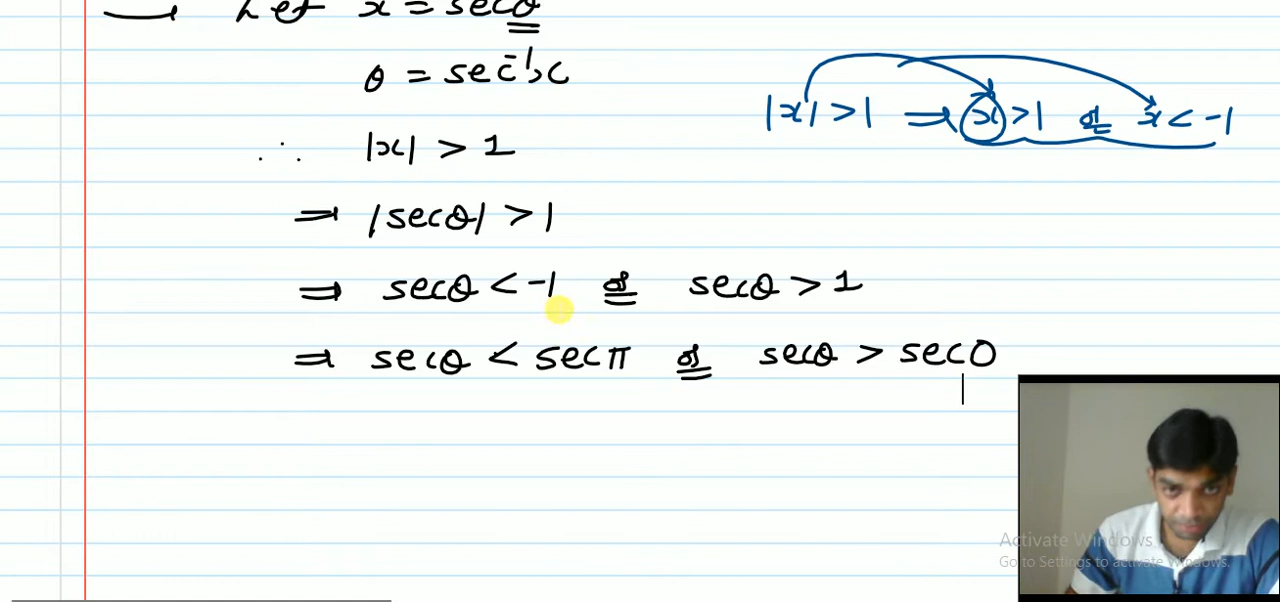 → Let x = secθ
θ = sec⁻¹x
|x| > 1 ⇒ x > 1 or x < -1
∴ |x| > 1
⇒ |secθ| > 1
⇒ secθ < -1 or secθ > 1
⇒ secθ < secπ or secθ > sec0
Activate Windows
Go to Settings to activate Windows.